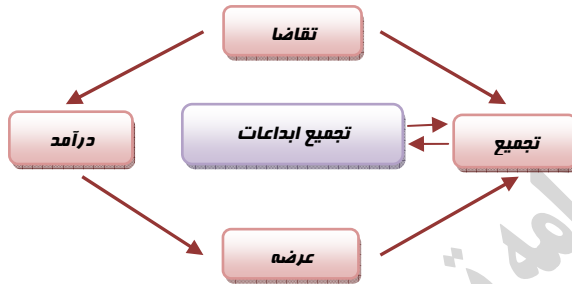 تقاضا
تجمیع ابداعات
درآمد
تجمیع
عرضه